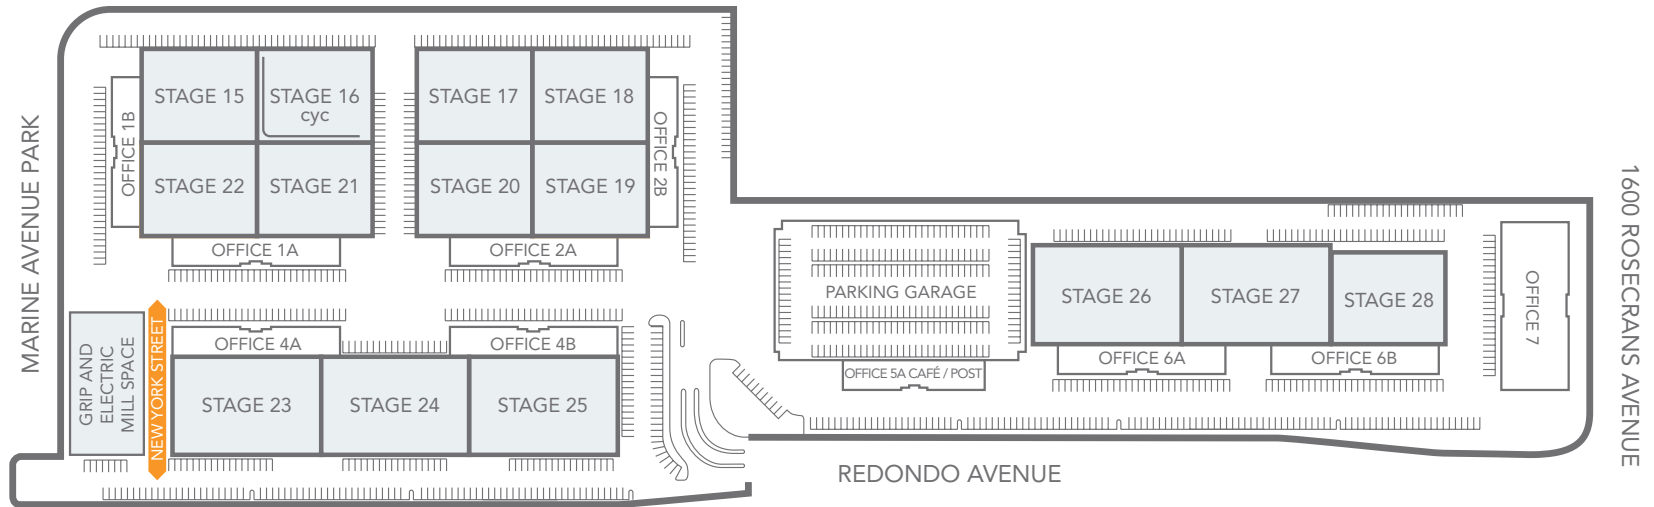 MARINE AVENUE PARK
OFFICE 1B
STAGE 15
STAGE 16
cyc
STAGE 22
STAGE 21
OFFICE 1A
STAGE 17
STAGE 18
STAGE 20
STAGE 19
OFFICE 2B
OFFICE 2A
GRIP AND
ELECTRIC
MILL SPACE
NEW YORK STREET
OFFICE 4A
OFFICE 4B
STAGE 23
STAGE 24
STAGE 25
PARKING GARAGE
OFFICE 5A CAFÉ / POST
STAGE 26
STAGE 27
STAGE 28
OFFICE 6A
OFFICE 6B
OFFICE 7
REDONDO AVENUE
1600 ROSECRANS AVENUE